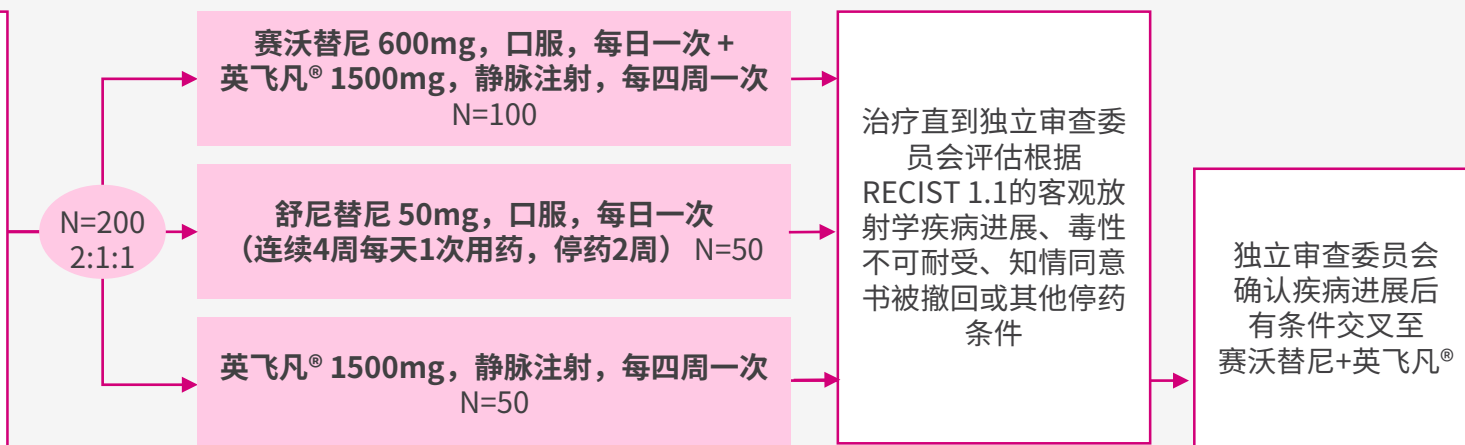 N=200
2:1:1
赛沃替尼 600mg，口服，每日一次 +
英飞凡® 1500mg，静脉注射，每四周一次
N=100
舒尼替尼 50mg，口服，每日一次
（连续4周每天1次用药，停药2周） N=50
英飞凡® 1500mg，静脉注射，每四周一次
N=50
治疗直到独立审查委
员会评估根据
RECIST 1.1的客观放
射学疾病进展、毒性
不可耐受、知情同意
书被撤回或其他停药
条件
独立审查委员会
确认疾病进展后
有条件交叉至
赛沃替尼+英飞凡®